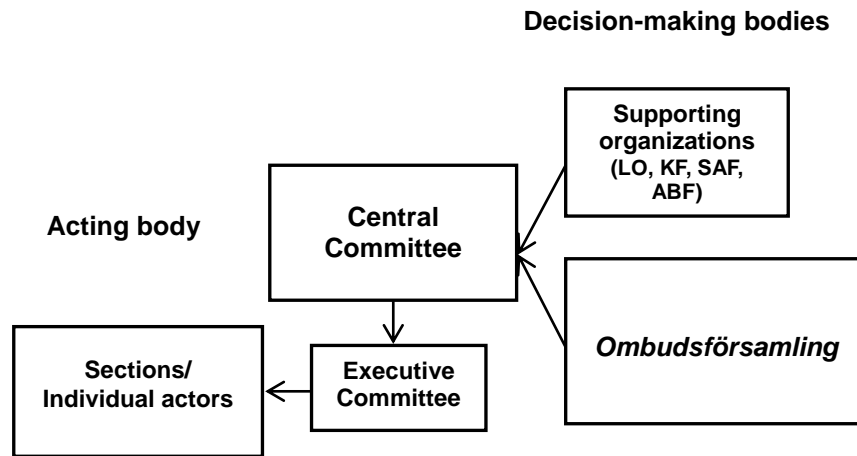 Decision-making bodies
Supporting
organizations
(LO, KF, SAF,
ABF)
Central
Committee
Acting body
Ombudsförsamling
Executive
Committee
Sections/
Individual actors